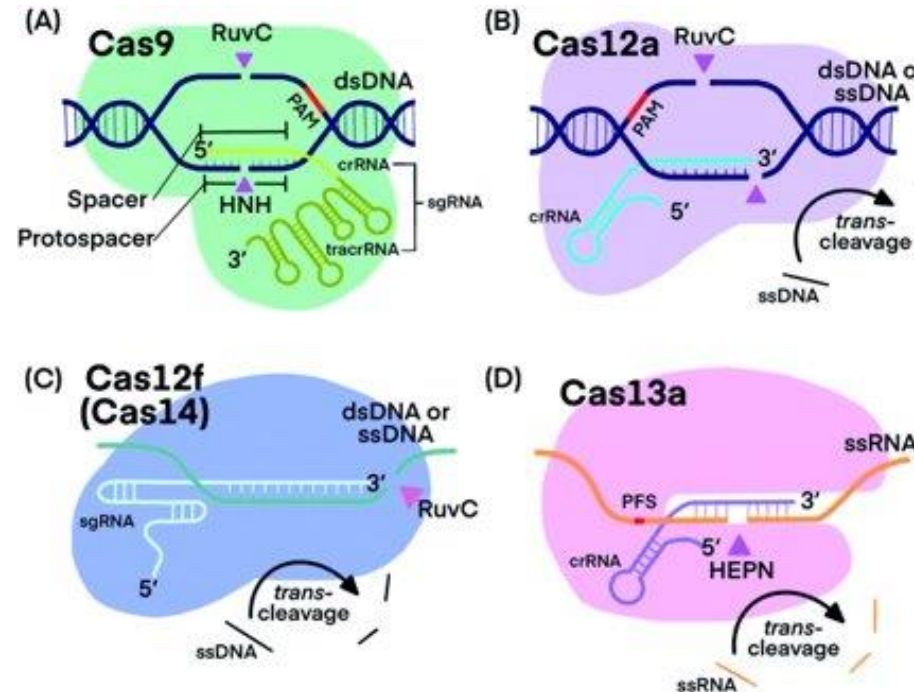 (A)
Cas9
RuvC
dsDNA
PAM
5'
crRNA
Spacer
HNH
sgRNA
Protospacer
tracrRNA
3'
(B)
Cas12a
RuvC
dsDNA or
ssDNA
PAM
3'
crRNA
5'
trans-
cleavage
ssDNA
(C)
Cas12f
(Cas14)
dsDNA or
ssDNA
3'
sgRNA
RuvC
5'
trans-
cleavage
ssDNA
(D)
Cas13a
ssRNA
PFS
3'
crRNA
5'
HEPN
trans-
cleavage
ssRNA